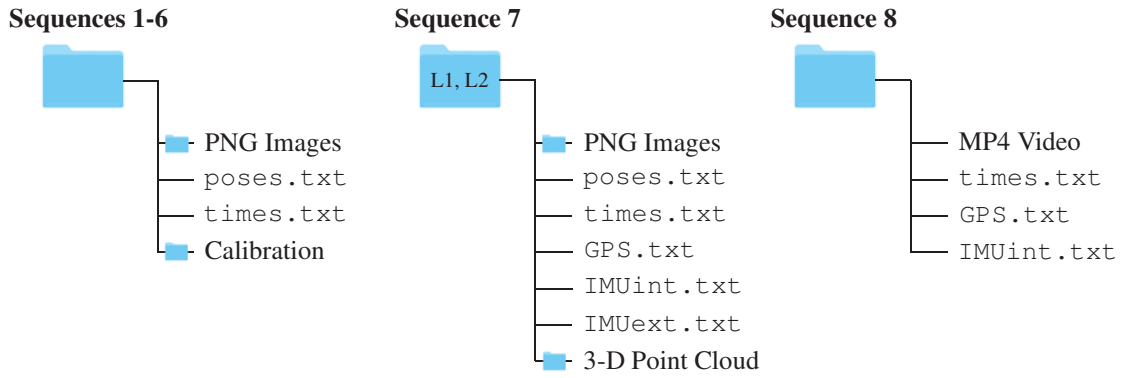 Sequences 1-6
PNG Images
poses.txt
times.txt
Calibration
Sequence 7
L1, L2
PNG Images
poses.txt
times.txt
GPS.txt
IMUint.txt
IMUext.txt
3-D Point Cloud
Sequence 8
MP4 Video
times.txt
GPS.txt
IMUint.txt